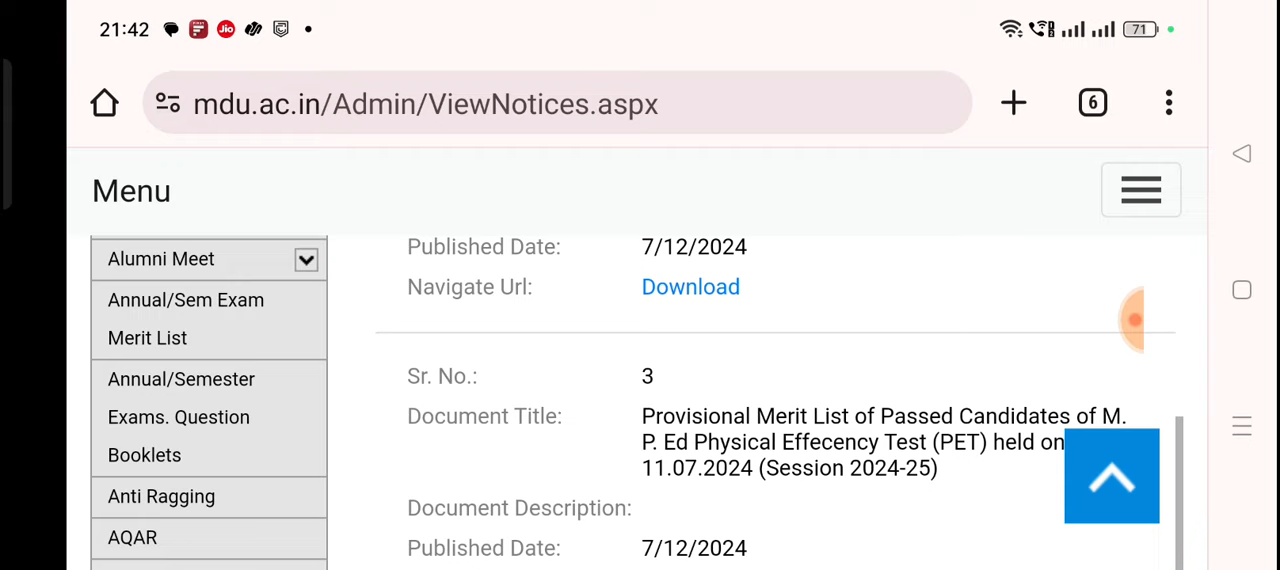 21:42
71
mdu.ac.in/Admin/ViewNotices.aspx
6
Menu
Alumni Meet
Annual/Sem Exam
Merit List
Annual/Semester
Exams. Question
Booklets
Anti Ragging
AQAR
Published Date: 7/12/2024
Navigate Url: Download
Sr. No.: 3
Document Title: Provisional Merit List of Passed Candidates of M.
P. Ed Physical Effecency Test (PET) held on
11.07.2024 (Session 2024-25)
Document Description:
Published Date: 7/12/2024